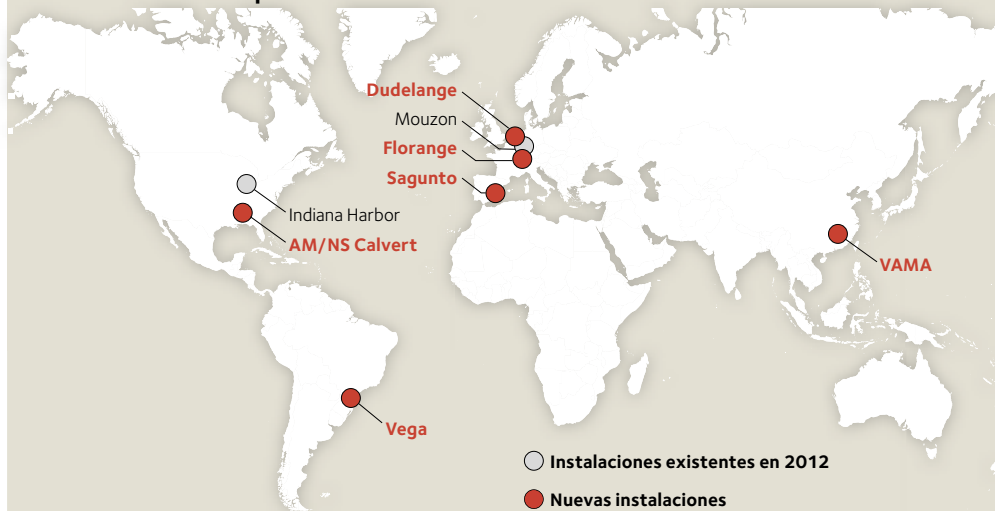 Dudelange
Mouzon
Florange
Sagunto
Indiana Harbor
AM/NS Calvert
VAMA
Vega
Instalaciones existentes en 2012
Nuevas instalaciones